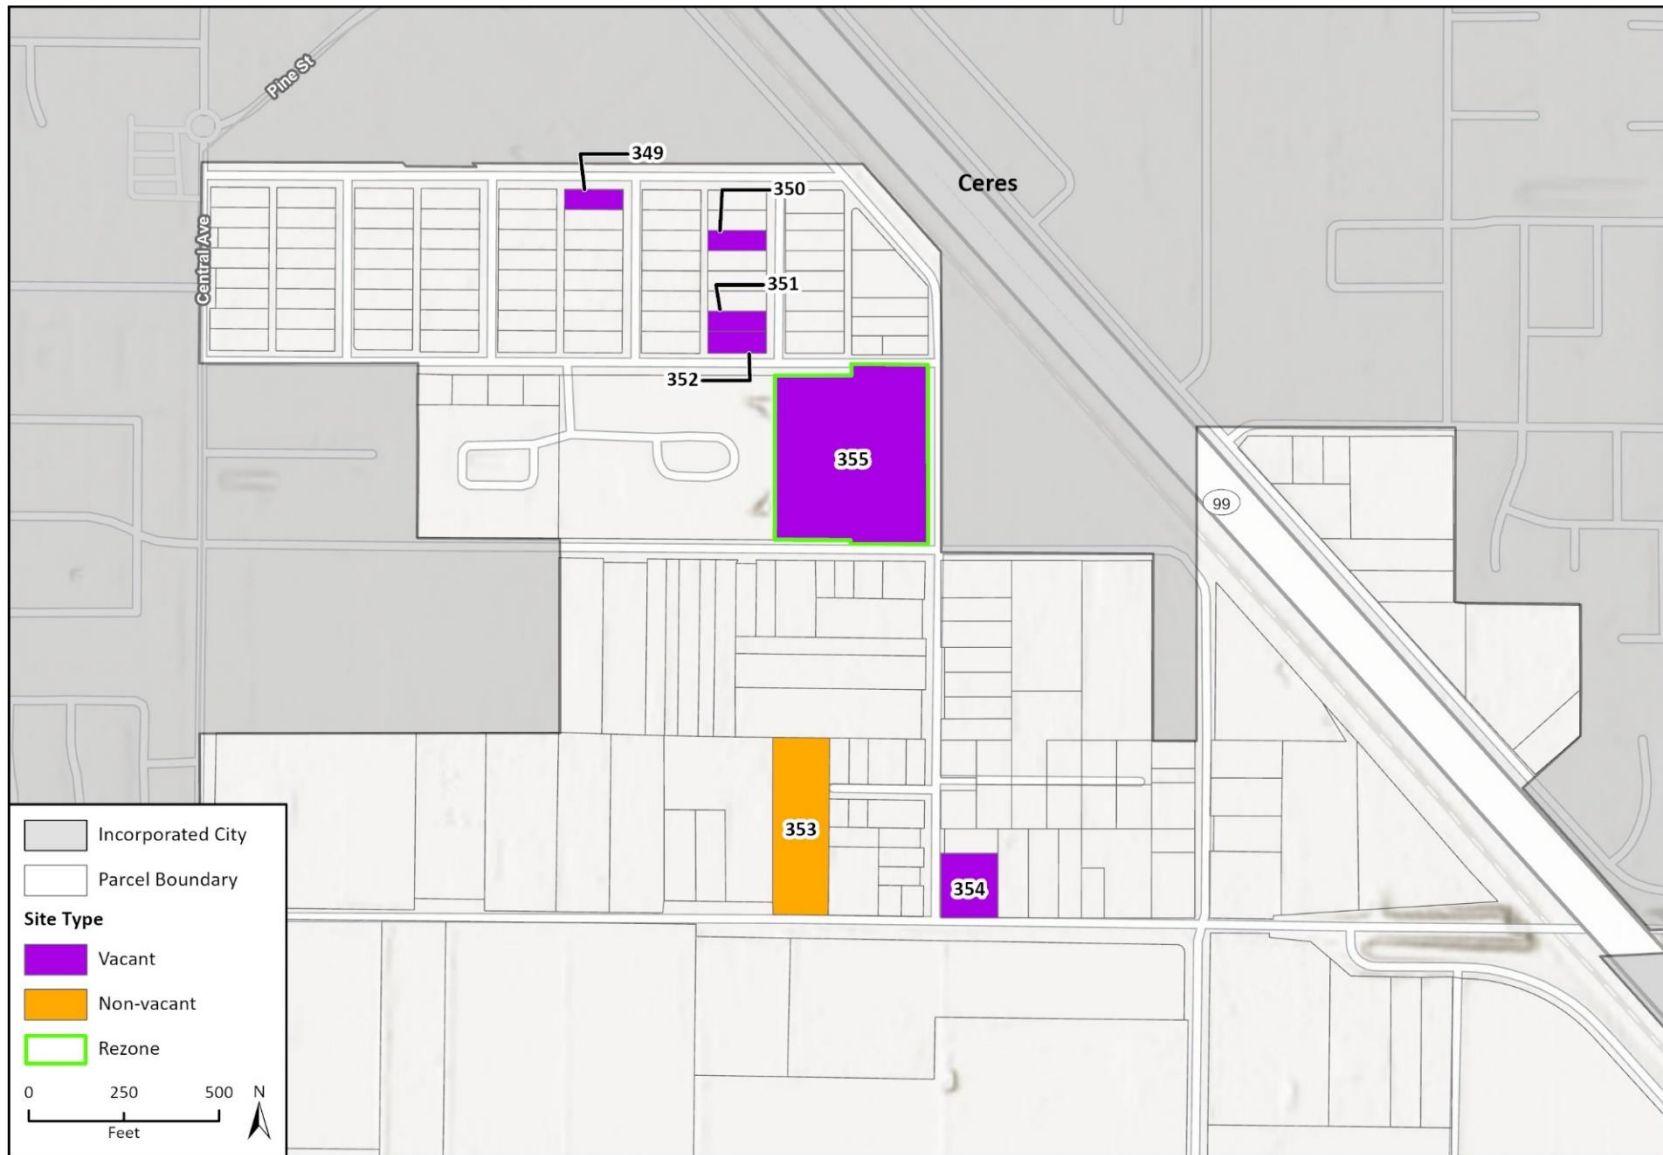 Pine St
349
Ceres
350
Central Ave
351
352
355
99
353
354
Incorporated City
Parcel Boundary
Site Type
Vacant
Non-vacant
Rezone
0 250 500 N
Feet